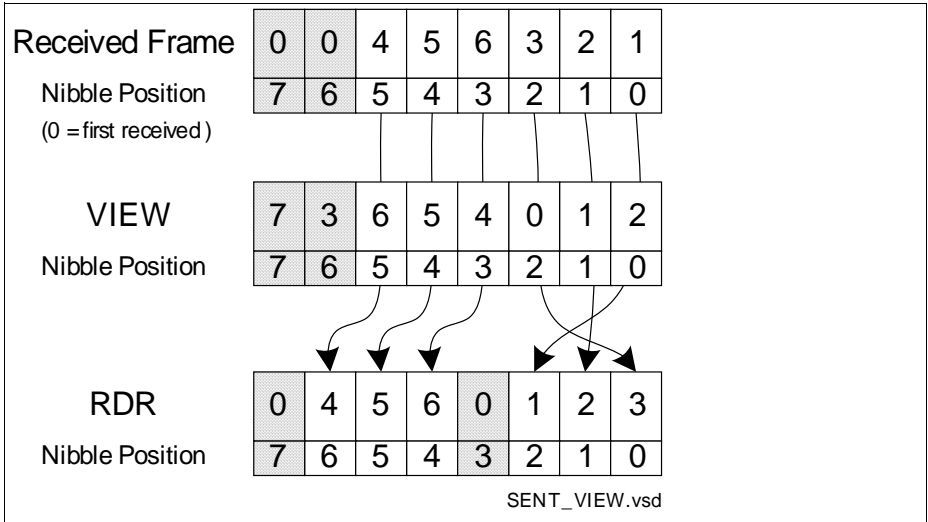 Received Frame 0 0 4 5 6 3 2 1
Nibble Position 7 6 5 4 3 2 1 0
(0 = first received )
VIEW 7 3 6 5 4 0 1 2
Nibble Position 7 6 5 4 3 2 1 0
RDR 0 4 5 6 0 1 2 3
Nibble Position 7 6 5 4 3 2 1 0
SENT_VIEW.vsd